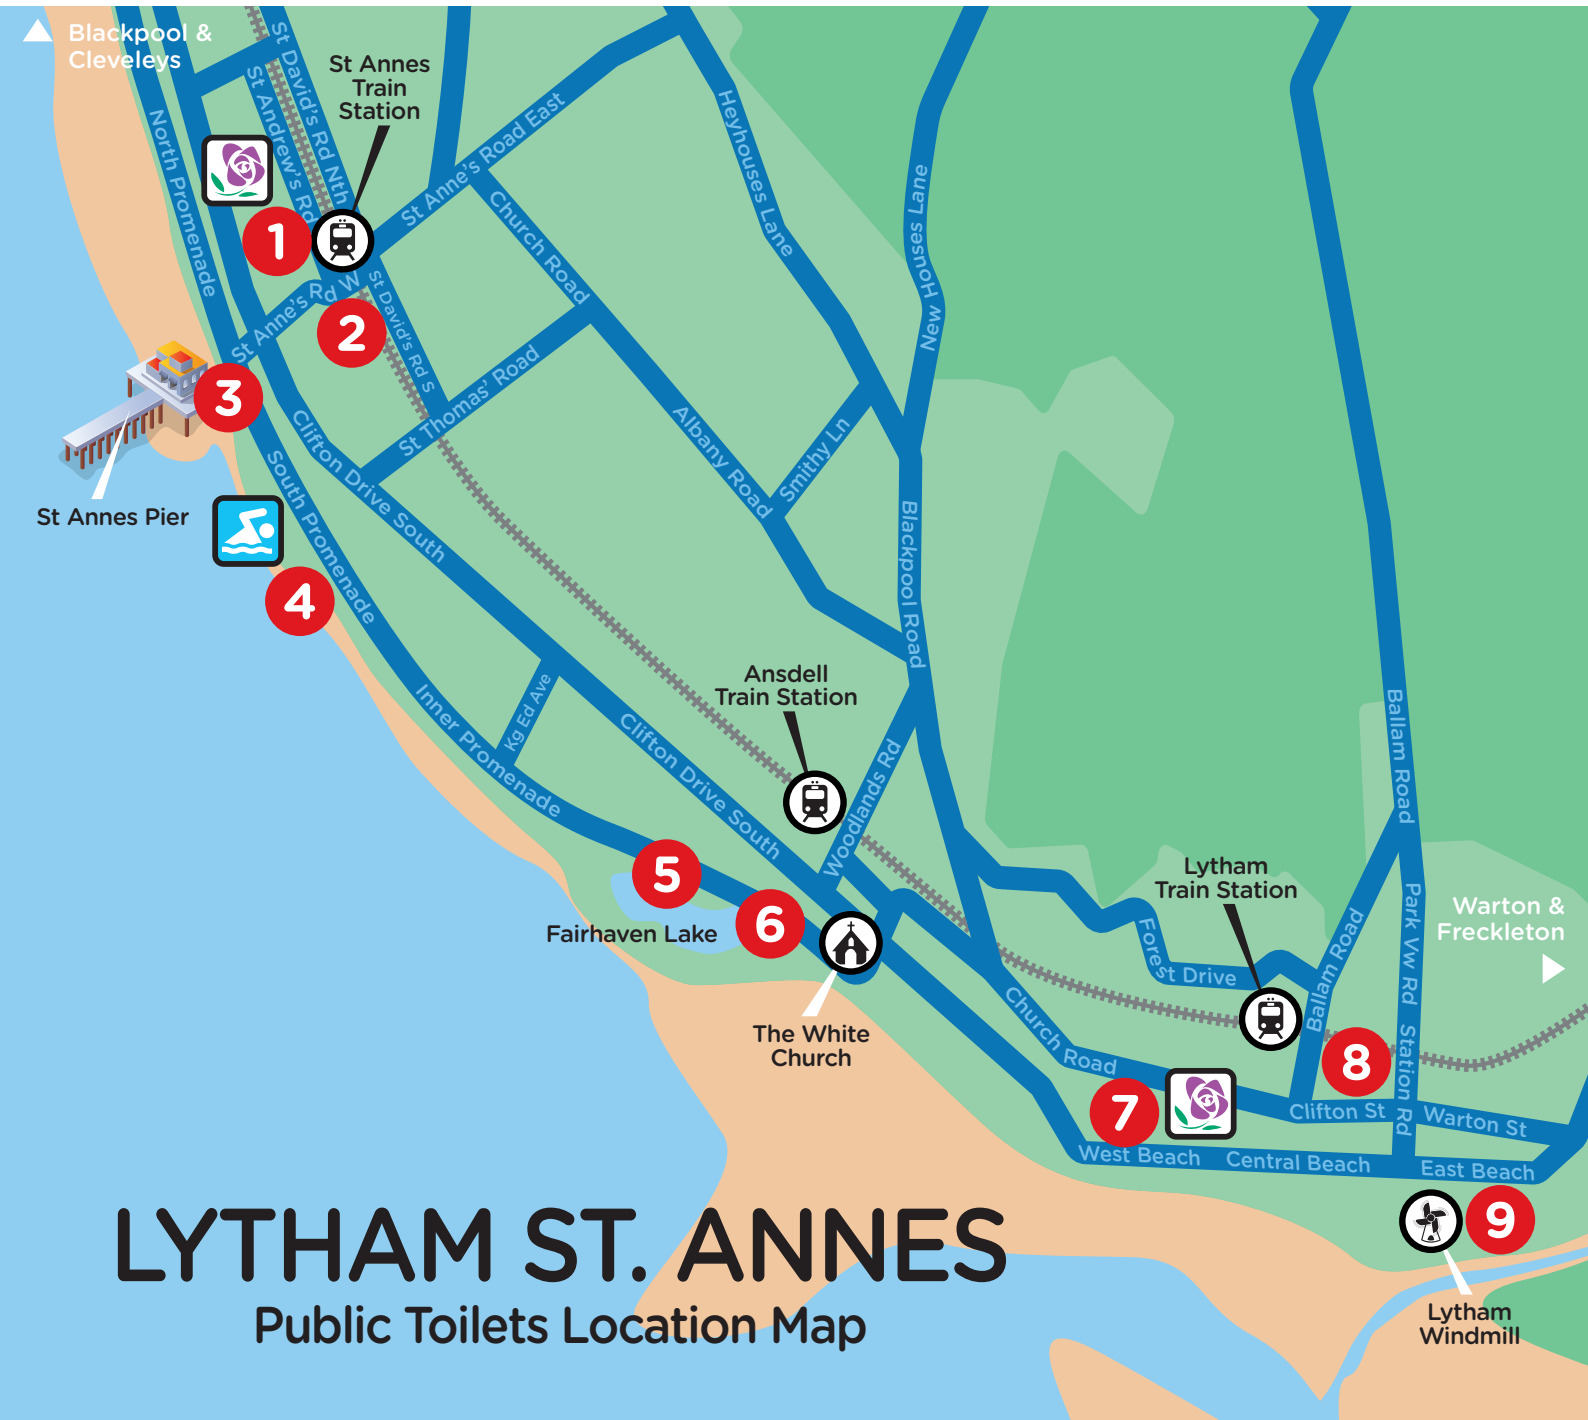 Blackpool &
Cleveleys
St Annes
Train
Station
St David's Rd Nth
St Andrew's Rd
North Promenade
St Anne's Road East
Church Road
Heyhouses Lane
New Houses Lane
1
St Anne's Rd W
St David's Rd S
2
3
St Thomas' Road
Clifton Drive South
Albany Road
Smithy Ln
South Promenade
St Annes Pier
Blackpool Road
4
Ansdell
Train Station
Kg Ed Ave
Inner Promenade
Clifton Drive South
Woodlands Rd
Ballam Road
5
Fairhaven Lake
6
Lytham
Train Station
Warton &
Freckleton
Forest Drive
Ballam Road
Park Vw Rd
The White
Church
Church Road
Station Rd
8
7
Clifton St
Warton St
West Beach
Central Beach
East Beach
9
LYTHAM ST. ANNES
Public Toilets Location Map
Lytham
Windmill